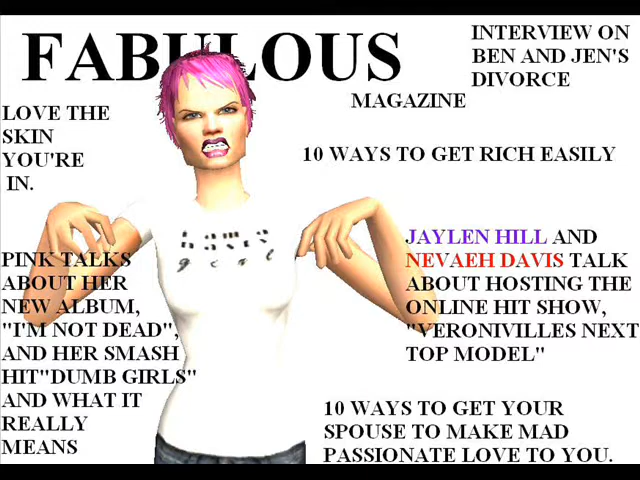 FABULOUS
MAGAZINE
INTERVIEW ON
BEN AND JEN'S
DIVORCE
LOVE THE
SKIN
YOU'RE
IN.
10 WAYS TO GET RICH EASILY
I am a
nasty
girl
JAYLEN HILL AND
NEVAEH DAVIS TALK
ABOUT HOSTING THE
ONLINE HIT SHOW,
"VERONIVILLES NEXT
TOP MODEL"
PINK TALKS
ABOUT HER
NEW ALBUM,
"I'M NOT DEAD",
AND HER SMASH
HIT"DUMB GIRLS"
AND WHAT IT
REALLY
MEANS
10 WAYS TO GET YOUR
SPOUSE TO MAKE MAD
PASSIONATE LOVE TO YOU.